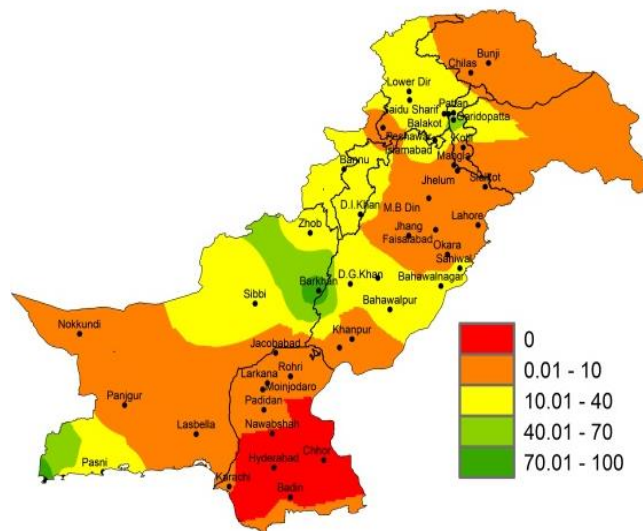 Bunji
Chilas
Lower Dir
Saidu Sharif
Pattan
Balakot
Garidopatta
Peshawar
Islamabad
Kotli
Mangla
Bannu
Jhelum
Sialkot
D.I.Khan
M.B Din
Zhob
Lahore
Jhang
Faisalabad
Okara
Sahiwal
D.G.Khan
Bahawalnagar
Barkhan
Sibbi
Bahawalpur
Nokkundi
Khanpur
Jacobabad
Rohri
Larkana
Moinjodaro
Panjgur
Padidan
Lasbella
Nawabshah
Pasni
Hyderabad
Chhor
Karachi
Badin
0
0.01 - 10
10.01 - 40
40.01 - 70
70.01 - 100